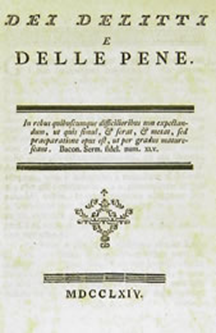 DEI DELITTI
E
DELLE PENE.
In rebus quibuscumque difficilioribus non expectan-
dum, ut quis simul, & serat, & metat, sed
praeparatione opus est, ut per gradus mature-
scant. Bacon. Serm. fidel. num. XLV.
MDCCLXIV.